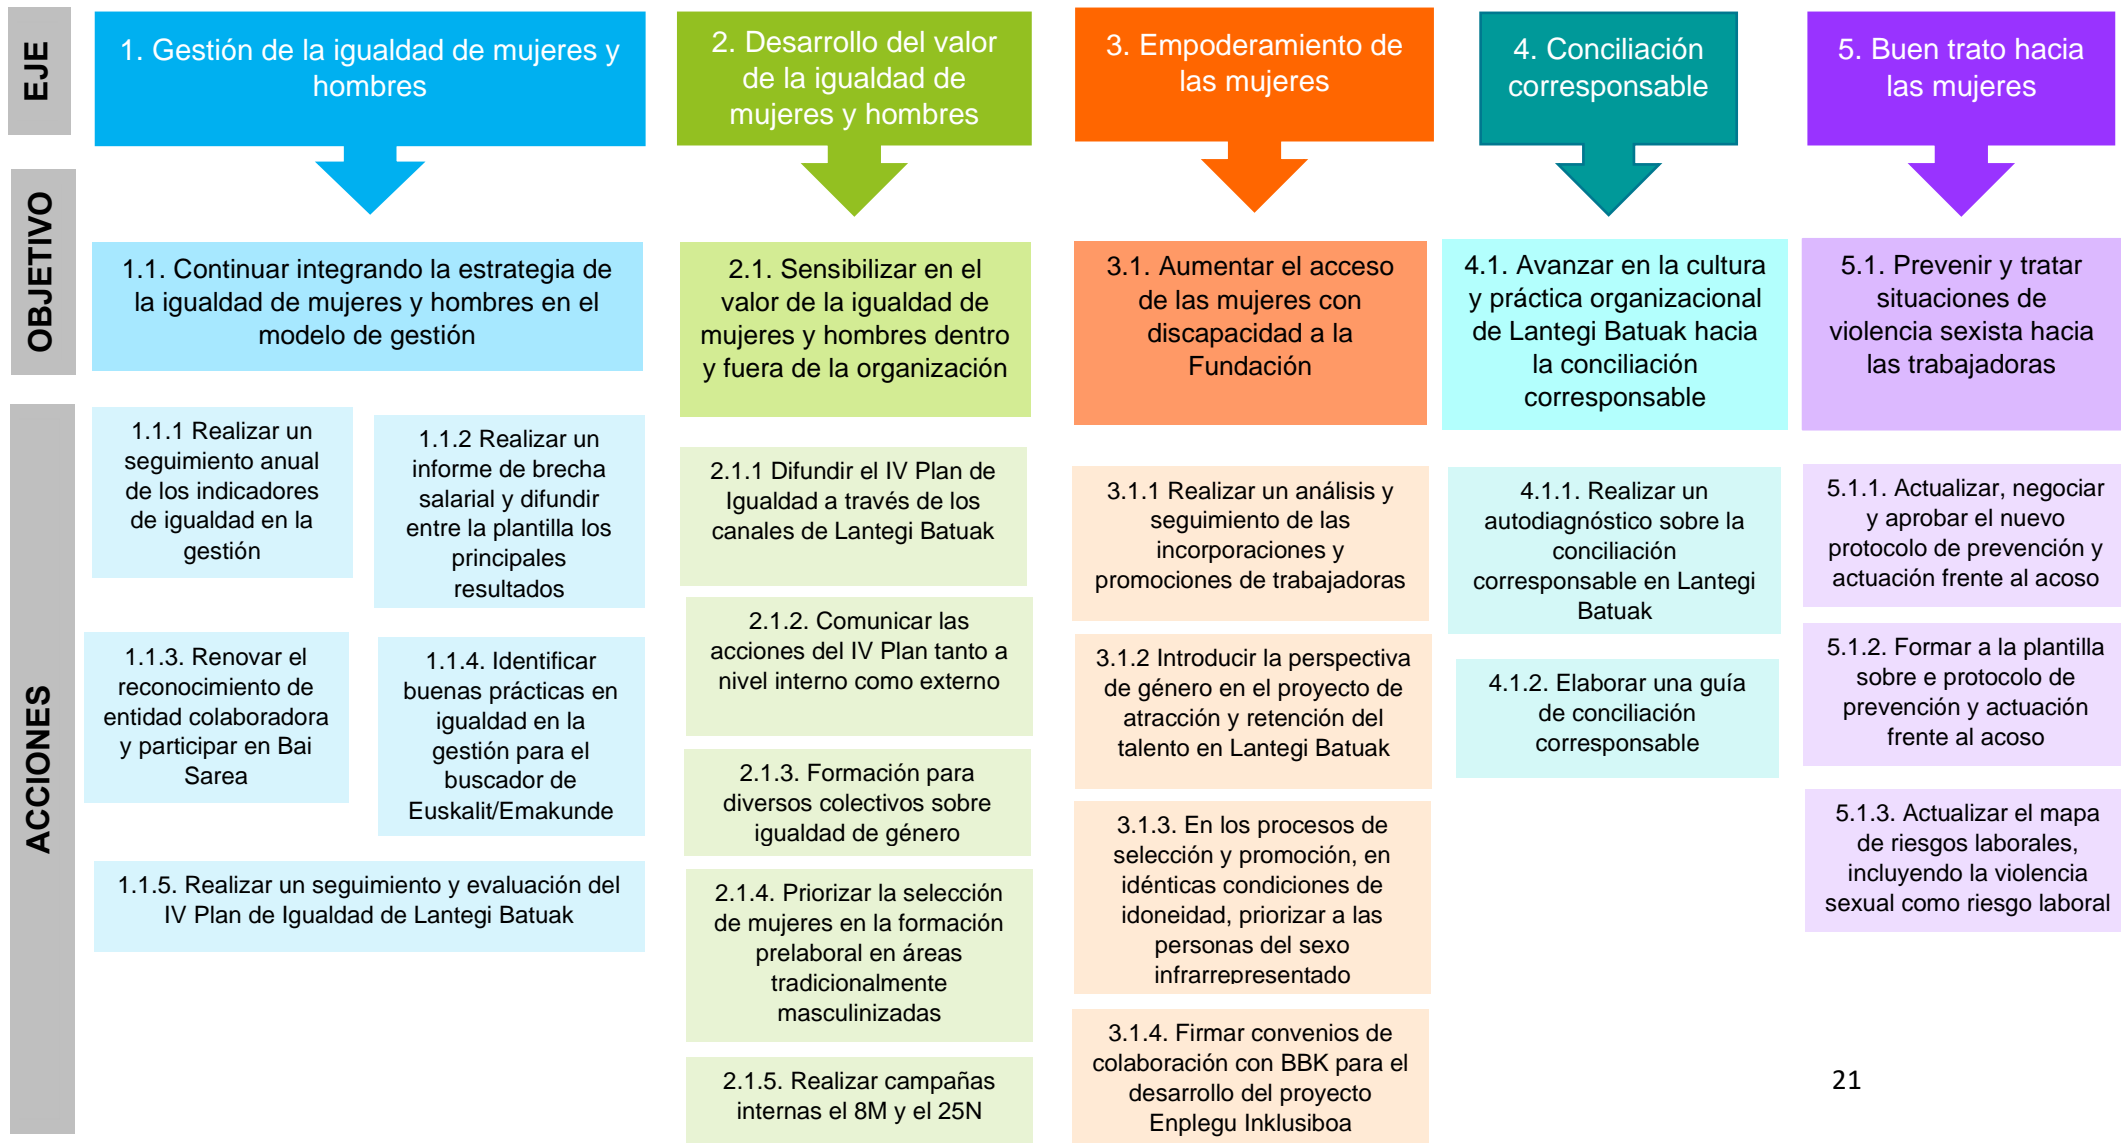 EJE
1. Gestión de la igualdad de mujeres y
hombres
2. Desarrollo del valor
de la igualdad de
mujeres y hombres
3. Empoderamiento de
las mujeres
4. Conciliación
corresponsable
5. Buen trato hacia
las mujeres
OBJETIVO
1.1. Continuar integrando la estrategia de
la igualdad de mujeres y hombres en el
modelo de gestión
2.1. Sensibilizar en el
valor de la igualdad de
mujeres y hombres dentro
y fuera de la organización
3.1. Aumentar el acceso
de las mujeres con
discapacidad a la
Fundación
4.1. Avanzar en la cultura
y práctica organizacional
de Lantegi Batuak hacia
la conciliación
corresponsable
5.1. Prevenir y tratar
situaciones de
violencia sexista hacia
las trabajadoras
ACCIONES
1.1.1 Realizar un
seguimiento anual
de los indicadores
de igualdad en la
gestión
1.1.2 Realizar un
informe de brecha
salarial y difundir
entre la plantilla los
principales
resultados
1.1.3. Renovar el
reconocimiento de
entidad colaboradora
y participar en Bai
Sarea
1.1.4. Identificar
buenas prácticas en
igualdad en la
gestión para el
buscador de
Euskalit/Emakunde
1.1.5. Realizar un seguimiento y evaluación del
IV Plan de Igualdad de Lantegi Batuak
2.1.1 Difundir el IV Plan de
Igualdad a través de los
canales de Lantegi Batuak
2.1.2. Comunicar las
acciones del IV Plan tanto a
nivel interno como externo
2.1.3. Formación para
diversos colectivos sobre
igualdad de género
2.1.4. Priorizar la selección
de mujeres en la formación
prelaboral en áreas
tradicionalmente
masculinizadas
2.1.5. Realizar campañas
internas el 8M y el 25N
3.1.1 Realizar un análisis y
seguimiento de las
incorporaciones y
promociones de trabajadoras
3.1.2 Introducir la perspectiva
de género en el proyecto de
atracción y retención del
talento en Lantegi Batuak
3.1.3. En los procesos de
selección y promoción, en
idénticas condiciones de
idoneidad, priorizar a las
personas del sexo
infrarrepresentado
3.1.4. Firmar convenios de
colaboración con BBK para el
desarrollo del proyecto
Enplegu Inklusiboa
4.1.1. Realizar un
autodiagnóstico sobre la
conciliación
corresponsable en Lantegi
Batuak
4.1.2. Elaborar una guía
de conciliación
corresponsable
5.1.1. Actualizar, negociar
y aprobar el nuevo
protocolo de prevención y
actuación frente al acoso
5.1.2. Formar a la plantilla
sobre e protocolo de
prevención y actuación
frente al acoso
5.1.3. Actualizar el mapa
de riesgos laborales,
incluyendo la violencia
sexual como riesgo laboral
21